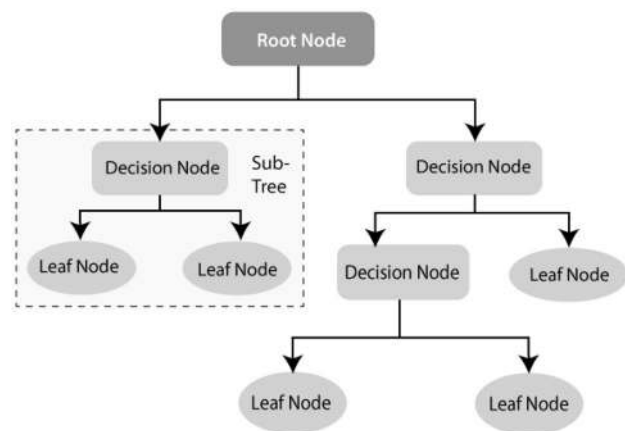 Root Node
Decision Node
Sub-
Tree
Decision Node
Leaf Node
Leaf Node
Decision Node
Leaf Node
Leaf Node
Leaf Node